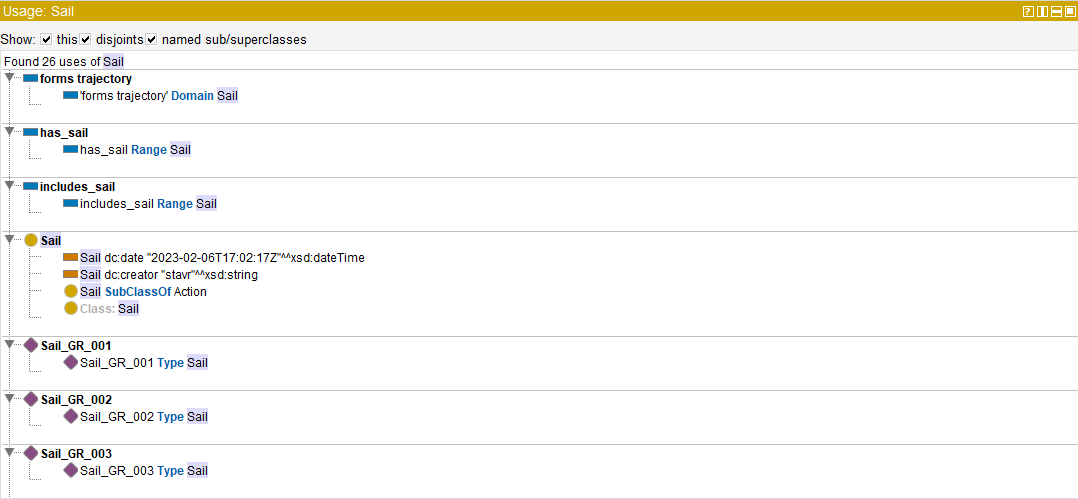 Usage: Sail
Show: this disjoints named sub/superclasses
Found 26 uses of Sail
forms trajectory
'forms trajectory' Domain Sail
has_sail
has_sail Range Sail
includes_sail
includes_sail Range Sail
Sail
Sail dc:date "2023-02-06T17:02:17Z"^^xsd:dateTime
Sail dc:creator "stavr"^^xsd:string
Sail SubClassOf Action
Class: Sail
Sail_GR_001
Sail_GR_001 Type Sail
Sail_GR_002
Sail_GR_002 Type Sail
Sail_GR_003
Sail_GR_003 Type Sail